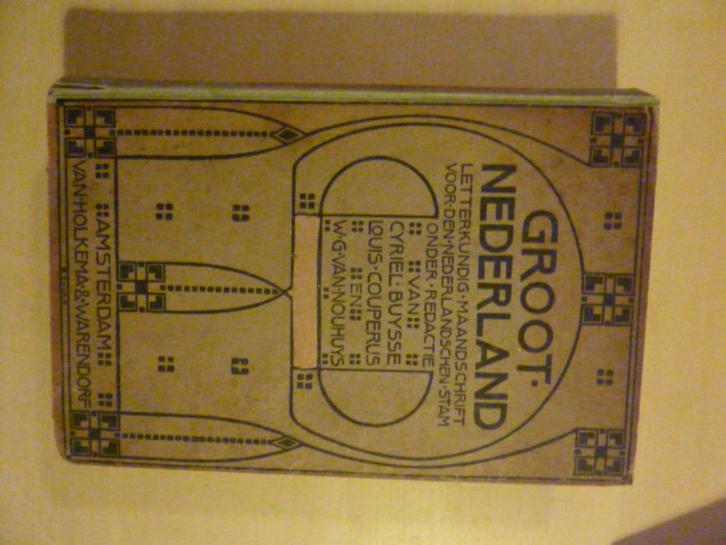 GROOT·
NEDERLAND
LETTERKUNDIG·MAANDSCHRIFT
VOOR·DEN·NEDERLANDSCHEN·STAM
ONDER·REDACTIE
VAN
CYRIEL·BUYSSE
LOUIS·COUPERUS
EN
W·G·VAN·NOUHUYS
AMSTERDAM
VAN·HOLKEMA·&·WARENDORF